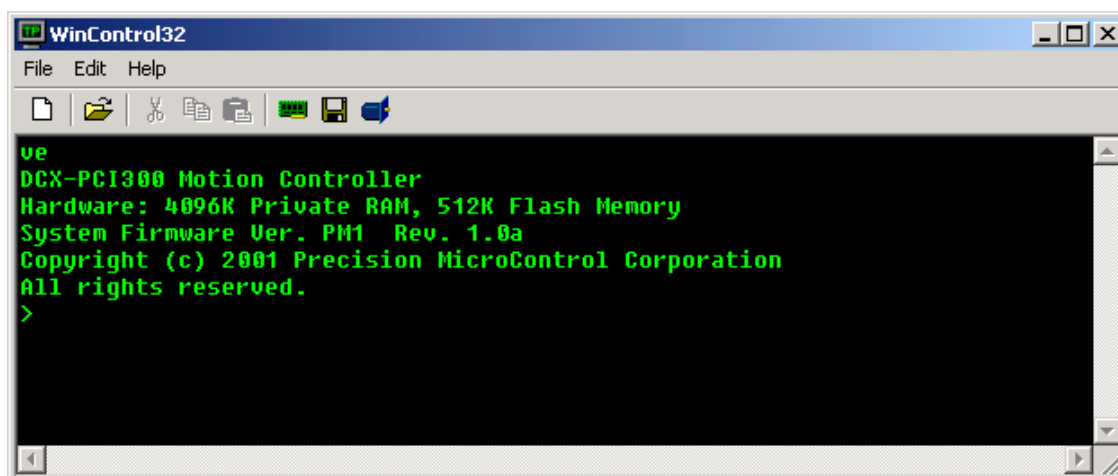 TP WinControl32
File Edit Help
ve
DCX-PCI300 Motion Controller
Hardware: 4096K Private RAM, 512K Flash Memory
System Firmware Ver. PM1 Rev. 1.0a
Copyright (c) 2001 Precision MicroControl Corporation
All rights reserved.
>